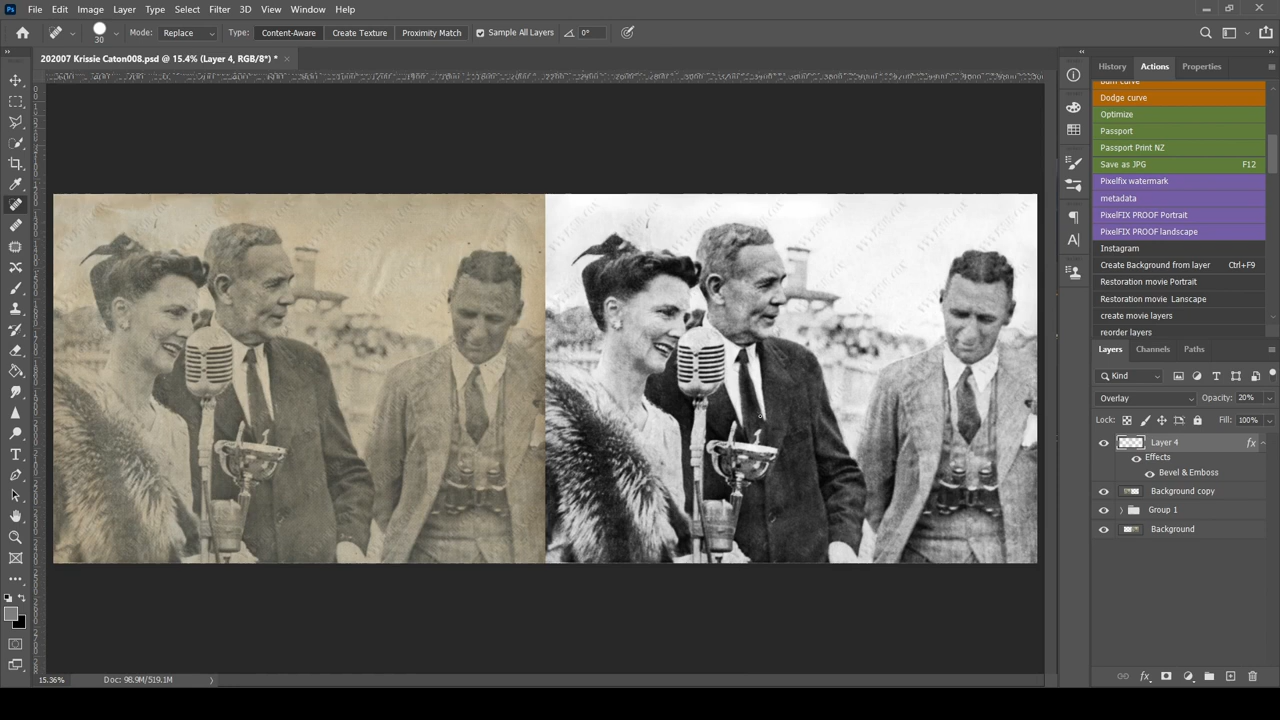 File Edit Image Layer Type Select Filter 3D View Window Help
30 Mode: Replace Type: Content-Aware Create Texture Proximity Match Sample All Layers 0°
202007 Krissie Caton008.psd @ 15.4% (Layer 4, RGB/8*) *
History Actions Properties
Burn curve
Dodge curve
Optimize
Passport
Passport Print NZ
Save as JPG F12
Pixelfix watermark
metadata
PixelFIX PROOF Portrait
PixelFIX PROOF landscape
Instagram
Create Background from layer Ctrl+F9
Restoration movie Portrait
Restoration movie Lanscape
create movie layers
reorder layers
Layers Channels Paths
Kind
Overlay Opacity: 20%
Lock: Fill: 100%
Layer 4 fx
Effects
Bevel & Emboss
Background copy
Group 1
Background
15.36% Doc: 98.9M/519.1M